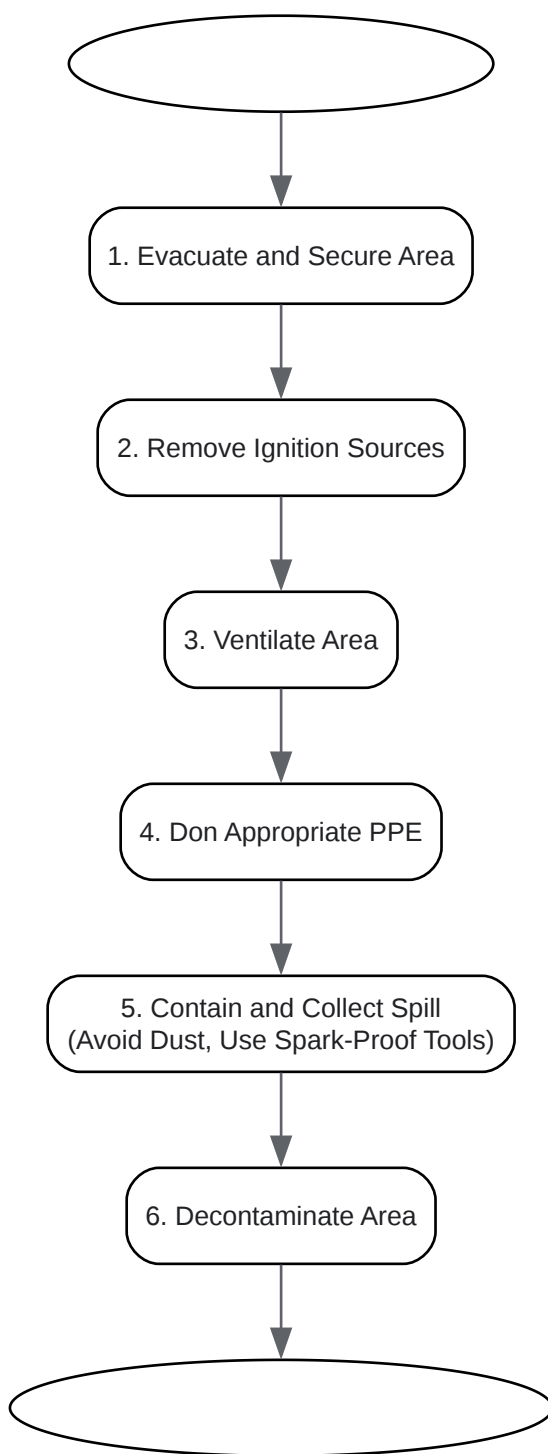 1. Evacuate and Secure Area
2. Remove Ignition Sources
3. Ventilate Area
4. Don Appropriate PPE
5. Contain and Collect Spill
(Avoid Dust, Use Spark-Proof Tools)
6. Decontaminate Area